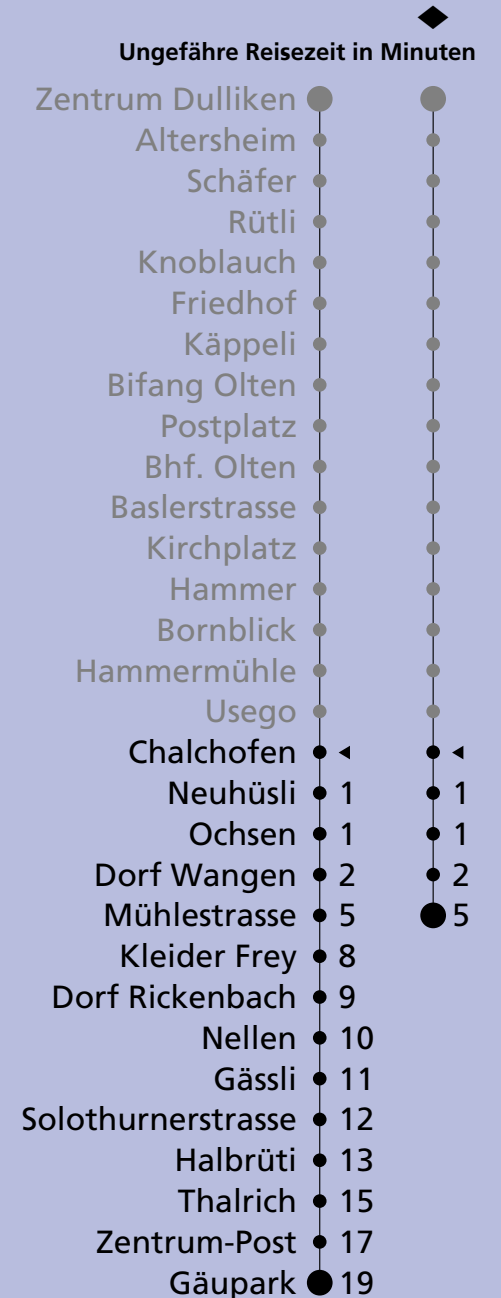 Ungefähre Reisezeit in Minuten
Zentrum Dulliken
Altersheim
Schäfer
Rütli
Knoblauch
Friedhof
Käppeli
Bifang Olten
Postplatz
Bhf. Olten
Baslerstrasse
Kirchplatz
Hammer
Bornblick
Hammermühle
Usego
Chalchofen
Neuhüsli 1 1
Ochsen 1 1
Dorf Wangen 2 2
Mühlestrasse 5 5
Kleider Frey 8
Dorf Rickenbach 9
Nellen 10
Gässli 11
Solothurnerstrasse 12
Halbrüti 13
Thalrich 15
Zentrum-Post 17
Gäupark 19